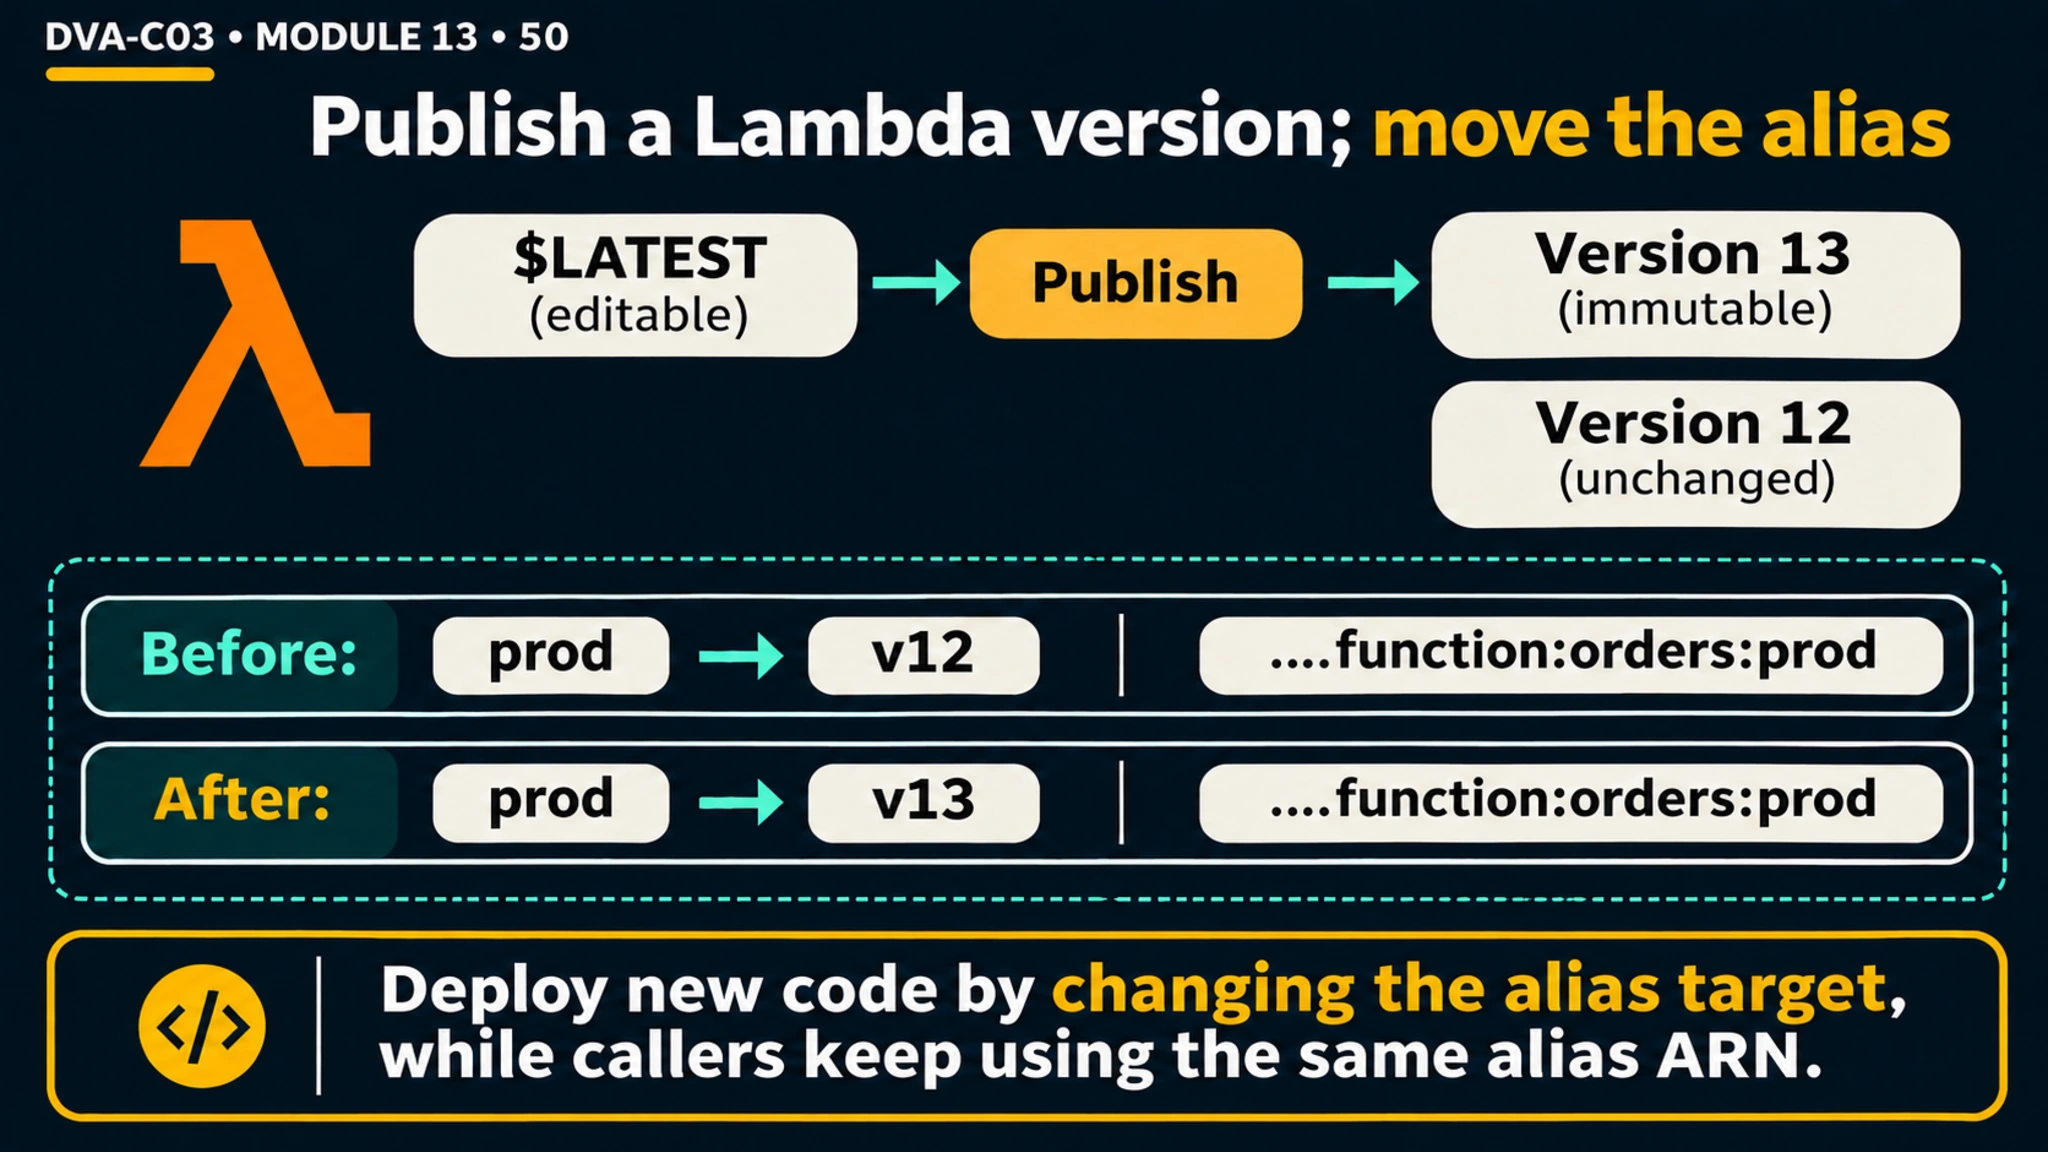 DVA-C03 • MODULE 13 • 50
Publish a Lambda version; move the alias
λ
$LATEST
(editable)
Publish
Version 13
(immutable)
Version 12
(unchanged)
Before:
prod
v12
....function:orders:prod
After:
prod
v13
....function:orders:prod
</>
Deploy new code by changing the alias target,
while callers keep using the same alias ARN.